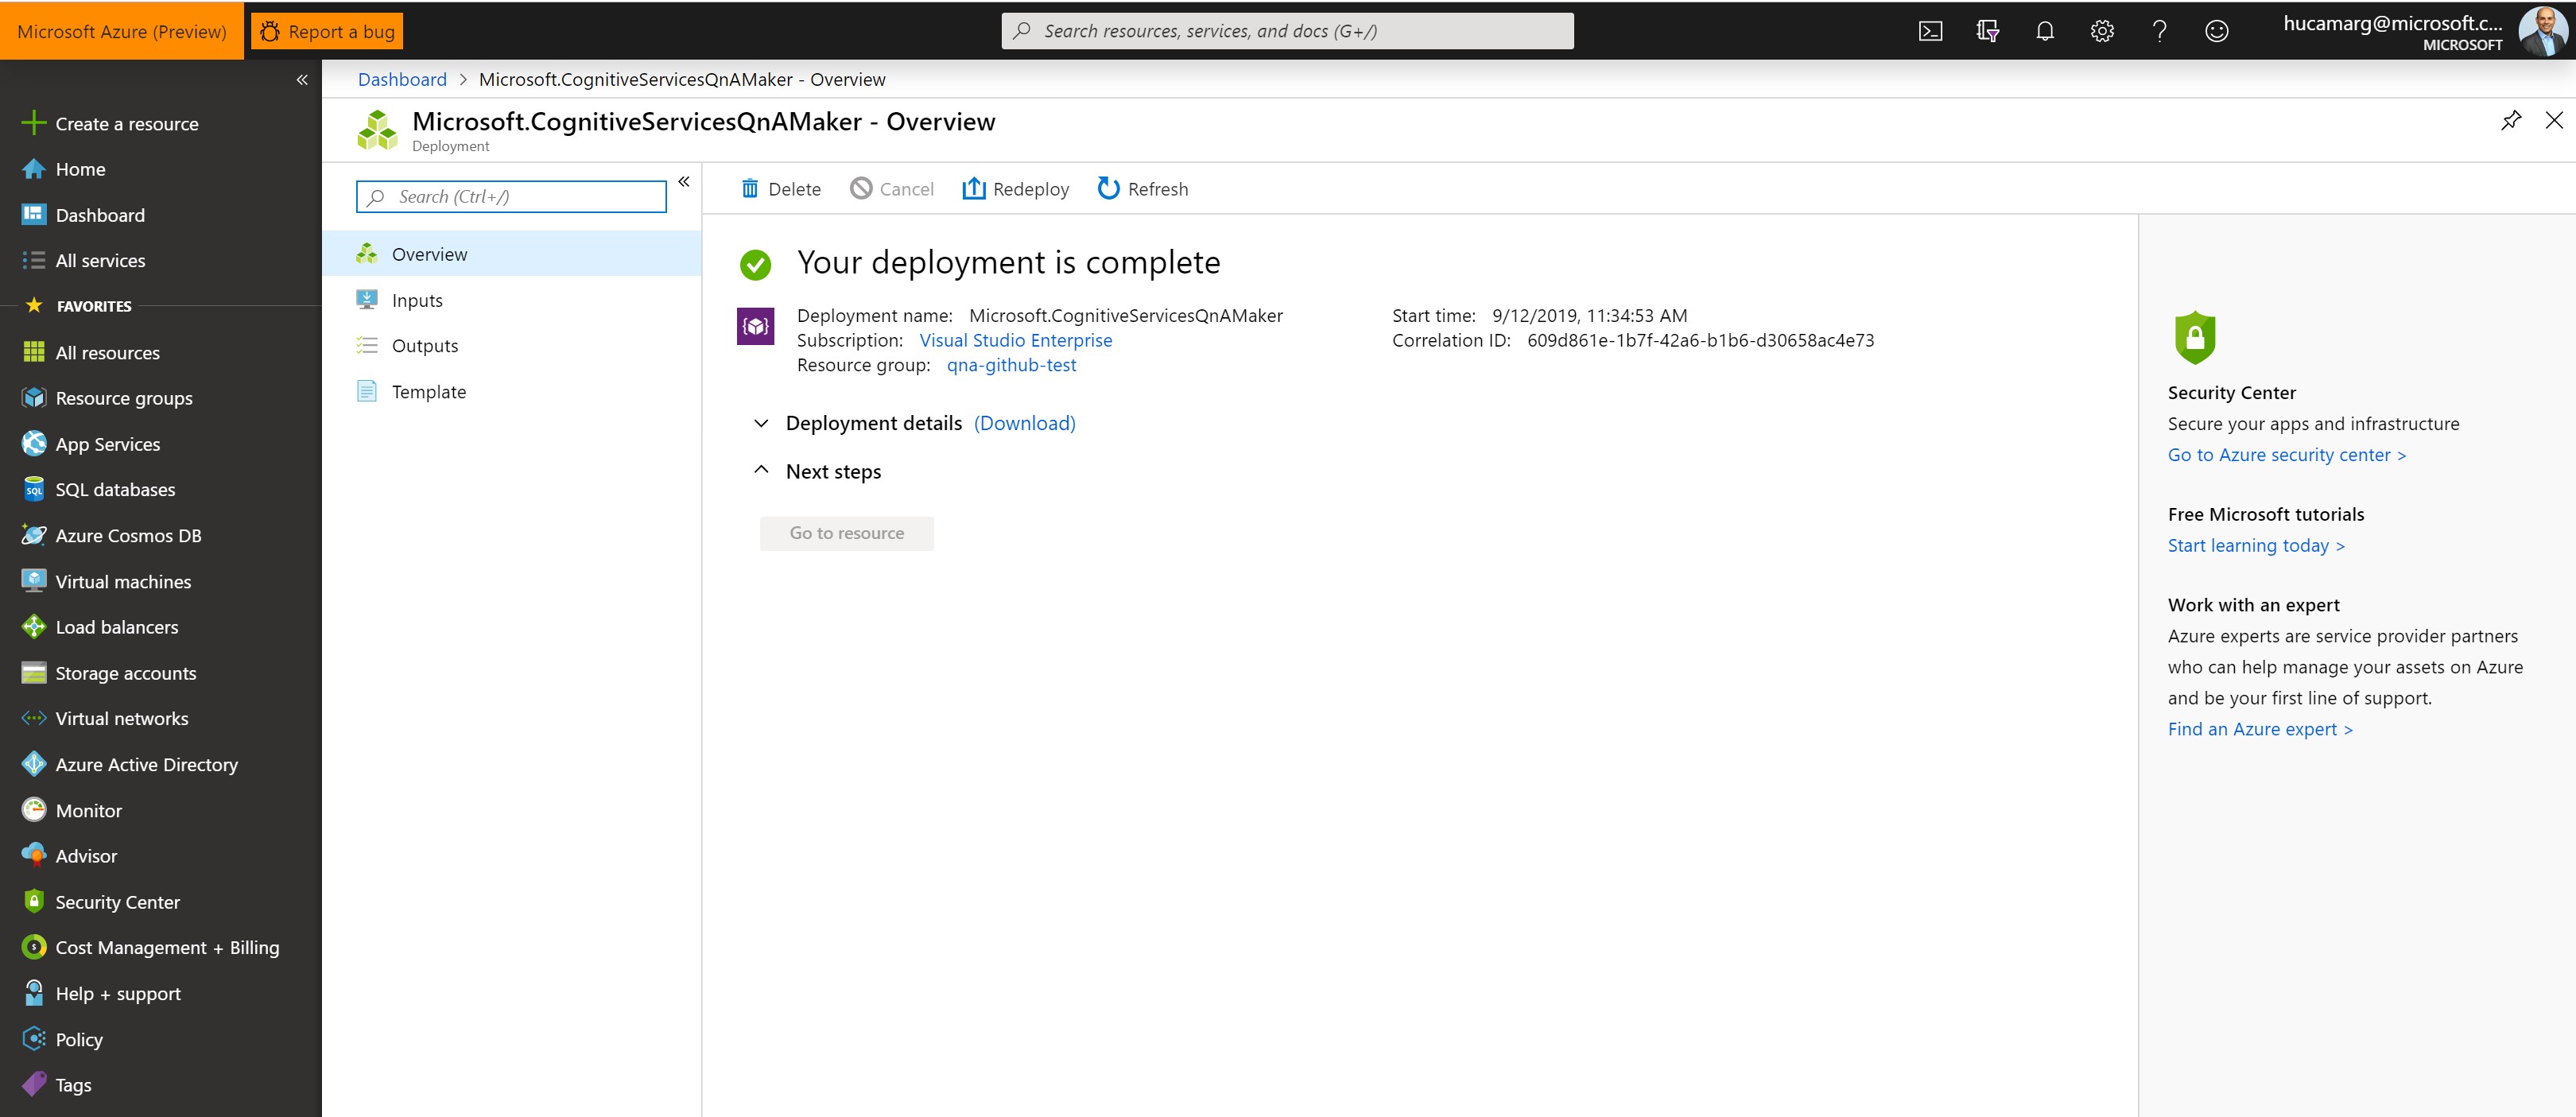 Microsoft Azure (Preview)
Report a bug
Search resources, services, and docs (G+/)
hucamarg@microsoft.c...
MICROSOFT
Create a resource
Home
Dashboard
All services
FAVORITES
All resources
Resource groups
App Services
SQL databases
Azure Cosmos DB
Virtual machines
Load balancers
Storage accounts
Virtual networks
Azure Active Directory
Monitor
Advisor
Security Center
Cost Management + Billing
Help + support
Policy
Tags
Dashboard > Microsoft.CognitiveServicesQnAMaker - Overview
Microsoft.CognitiveServicesQnAMaker - Overview
Deployment
Search (Ctrl+/)
Overview
Inputs
Outputs
Template
Delete Cancel Redeploy Refresh
Your deployment is complete
Deployment name: Microsoft.CognitiveServicesQnAMaker
Subscription: Visual Studio Enterprise
Resource group: qna-github-test
Start time: 9/12/2019, 11:34:53 AM
Correlation ID: 609d861e-1b7f-42a6-b1b6-d30658ac4e73
Deployment details (Download)
Next steps
Go to resource
Security Center
Secure your apps and infrastructure
Go to Azure security center >
Free Microsoft tutorials
Start learning today >
Work with an expert
Azure experts are service provider partners
who can help manage your assets on Azure
and be your first line of support.
Find an Azure expert >